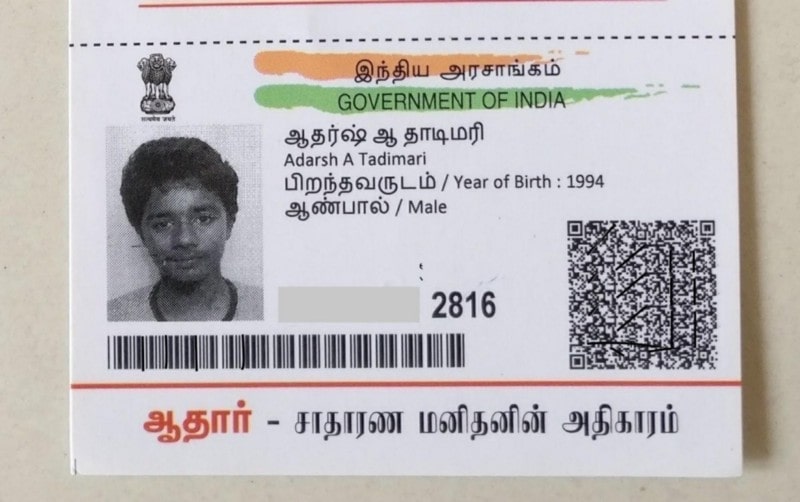 இந்திய அரசாங்கம்
GOVERNMENT OF INDIA
ஆதர்ஷ் ஆ தாடிமரி
Adarsh A Tadimari
பிறந்தவருடம் / Year of Birth : 1994
ஆண்பால் / Male
2816
ஆதார் - சாதாரண மனிதனின் அதிகாரம்